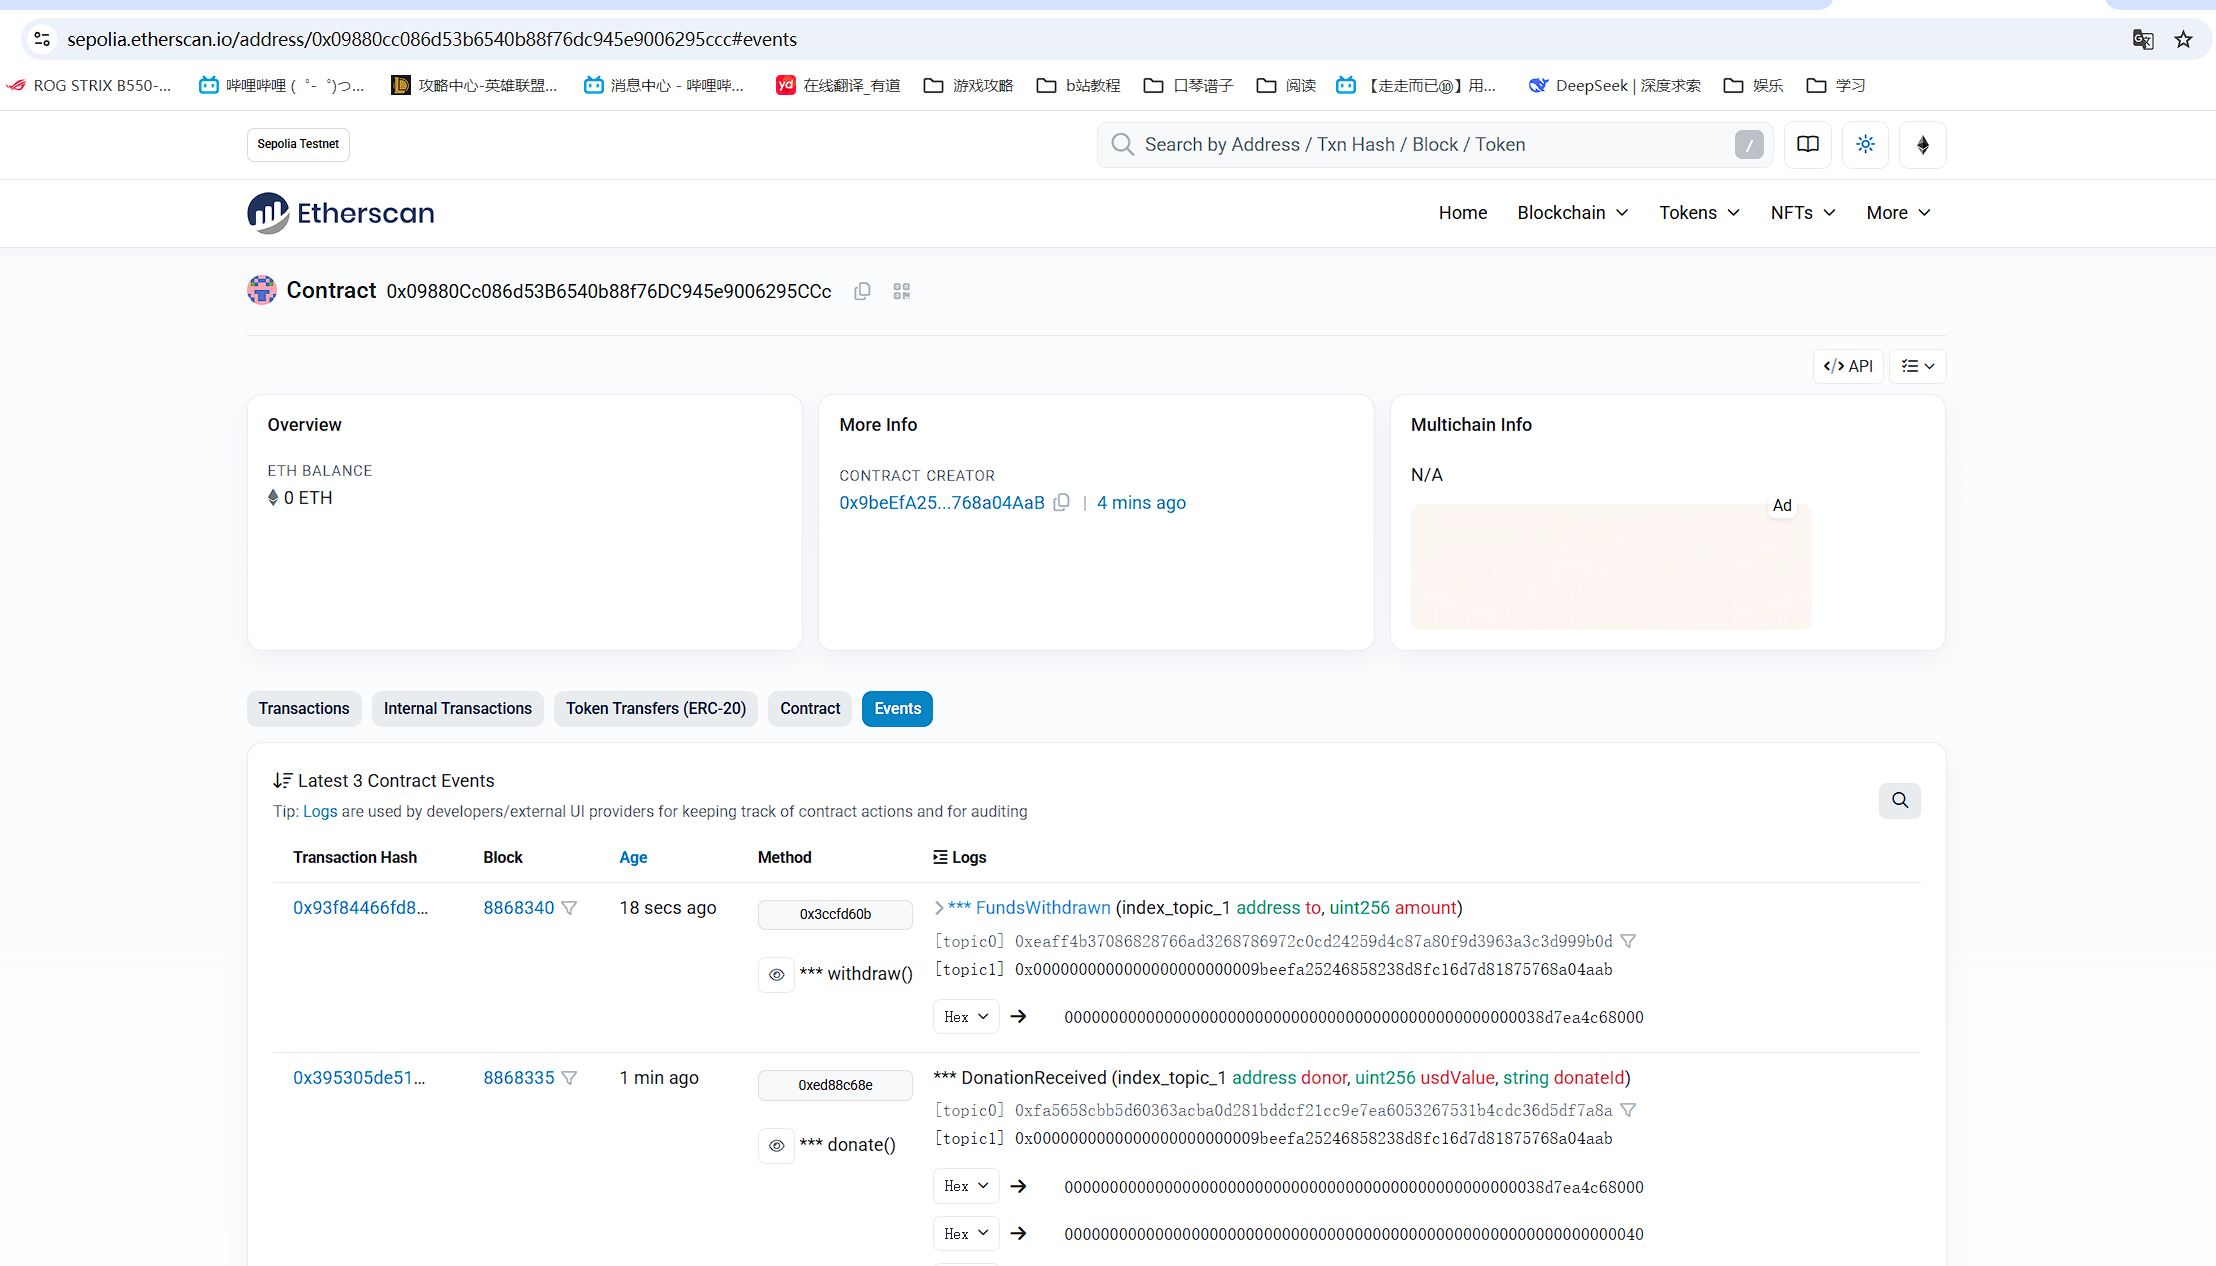 sepolia.etherscan.io/address/0x09880cc086d53b6540b88f76dc945e9006295ccc#events
ROG STRIX B550-... 哔哩哔哩 (゜-゜)つ... 攻略中心-英雄联盟... 消息中心 - 哔哩哔... yd 在线翻译_有道 游戏攻略 b站教程 口琴谱子 阅读 【走走而已⑩】用... DeepSeek | 深度求索 娱乐 学习
Sepolia Testnet
Search by Address / Txn Hash / Block / Token /
Etherscan
Home Blockchain Tokens NFTs More
Contract 0x09880Cc086d53B6540b88f76DC945e9006295CCc
</> API
Overview
ETH BALANCE
0 ETH
More Info
CONTRACT CREATOR
0x9beEfA25...768a04AaB | 4 mins ago
Multichain Info
N/A
Ad
Transactions Internal Transactions Token Transfers (ERC-20) Contract Events
Latest 3 Contract Events
Tip: Logs are used by developers/external UI providers for keeping track of contract actions and for auditing
Transaction Hash Block Age Method Logs
0x93f84466fd8... 8868340 18 secs ago 0x3ccfd60b *** FundsWithdrawn (index_topic_1 address to, uint256 amount)
[topic0] 0xeaff4b37086828766ad3268786972c0cd24259d4c87a80f9d3963a3c3d999b0d
*** withdraw() [topic1] 0x0000000000000000000000009beefa25246858238d8fc16d7d81875768a04aab
Hex 00000000000000000000000000000000000000000000000000038d7ea4c68000
0x395305de51... 8868335 1 min ago 0xed88c68e *** DonationReceived (index_topic_1 address donor, uint256 usdValue, string donateId)
[topic0] 0xfa5658cbb5d60363acba0d281bddcf21cc9e7ea6053267531b4cdc36d5df7a8a
*** donate() [topic1] 0x0000000000000000000000009beefa25246858238d8fc16d7d81875768a04aab
Hex 00000000000000000000000000000000000000000000000000038d7ea4c68000
Hex 0000000000000000000000000000000000000000000000000000000000000040